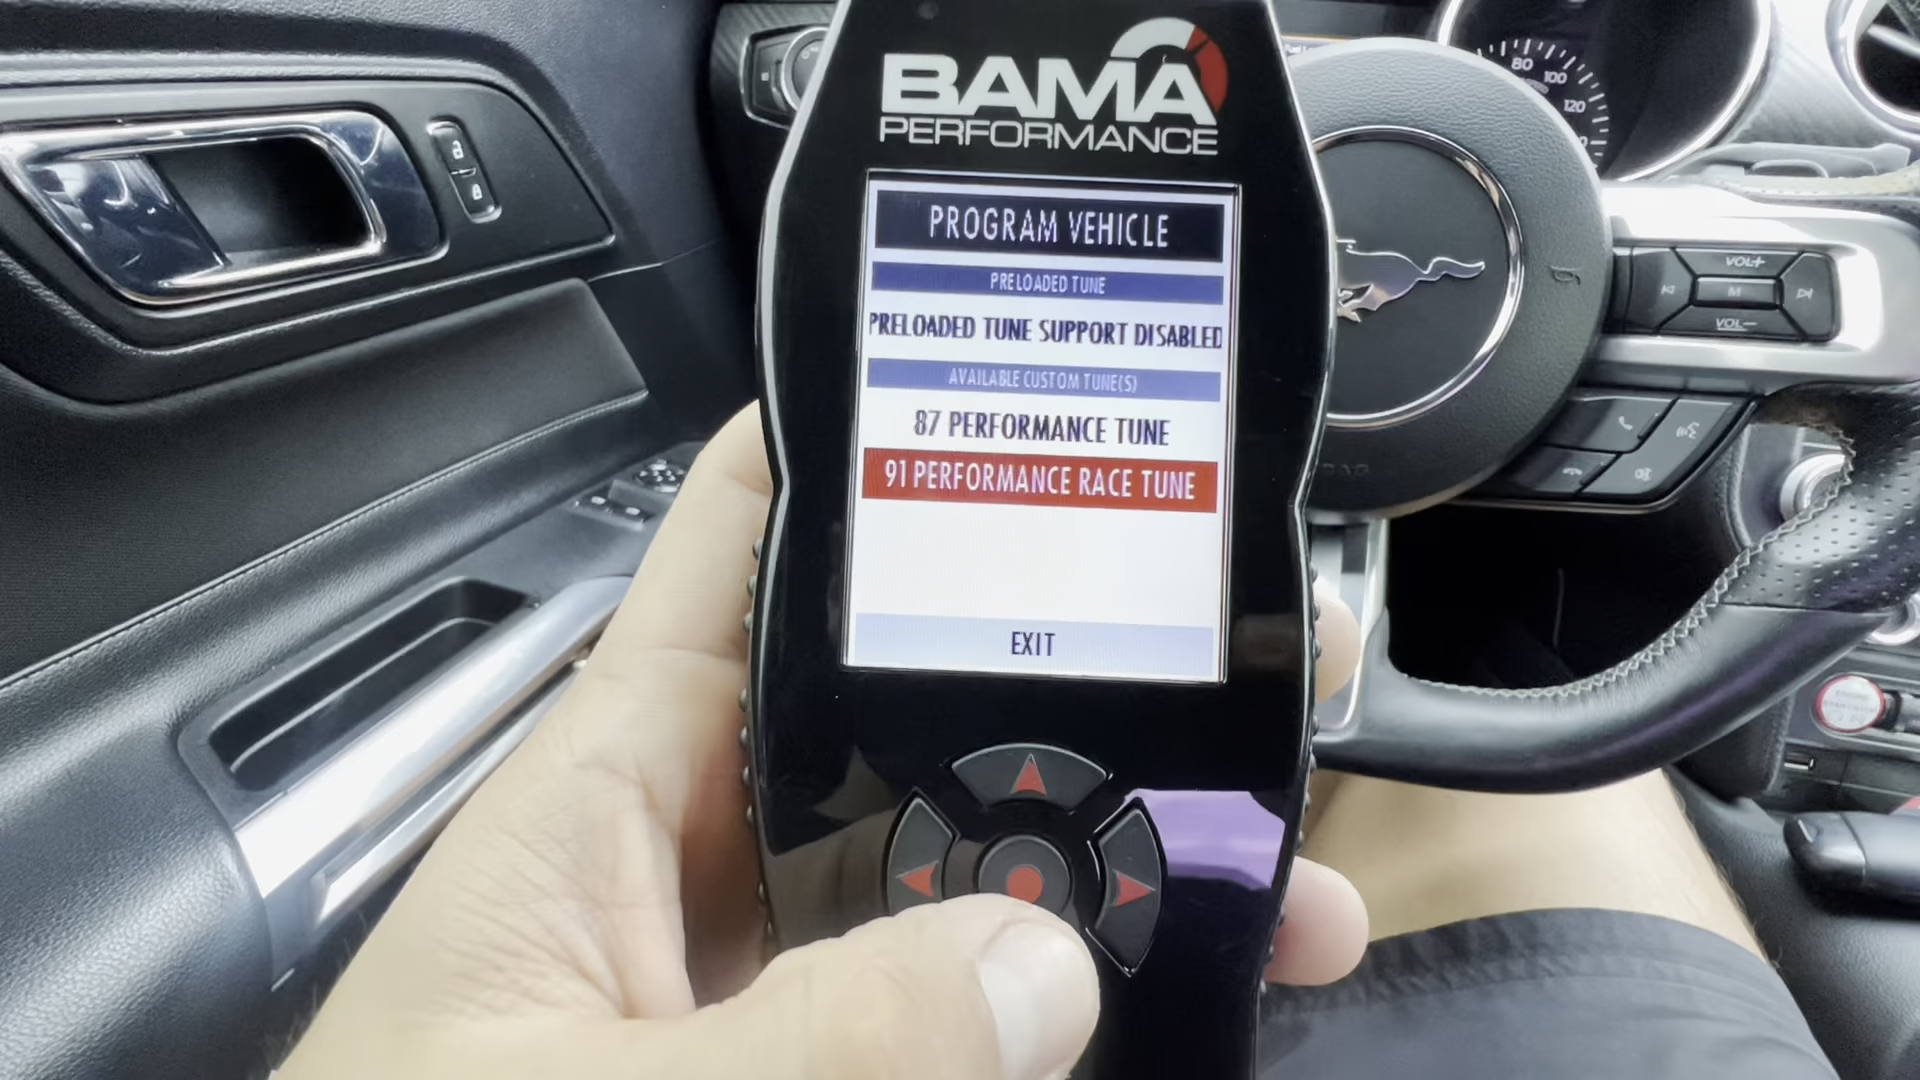 BAMA
PERFORMANCE
PROGRAM VEHICLE
PRELOADED TUNE
PRELOADED TUNE SUPPORT DISABLED
AVAILABLE CUSTOM TUNE(S)
87 PERFORMANCE TUNE
91 PERFORMANCE RACE TUNE
EXIT
80
100
120
VOL+
M
VOL-